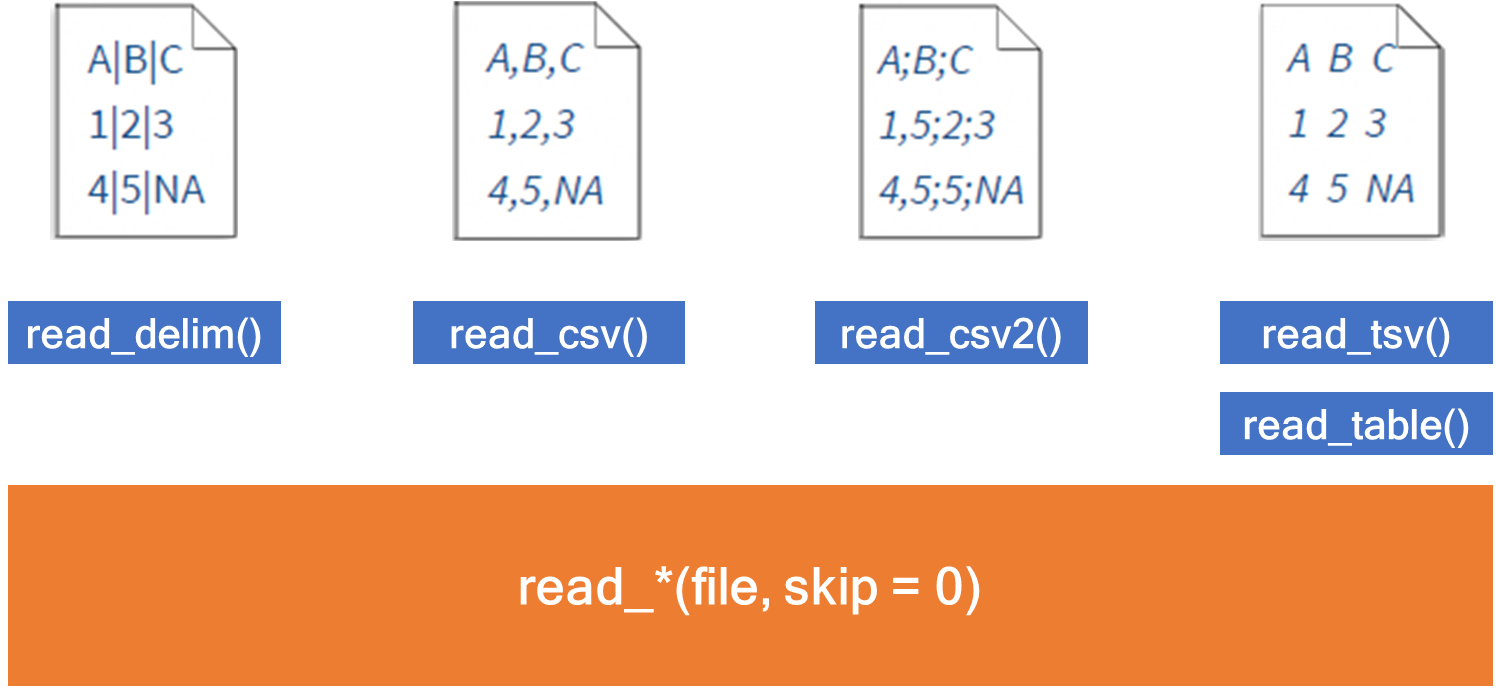 A|B|C
1|2|3
4|5|NA
A,B,C
1,2,3
4,5,NA
A;B;C
1,5;2;3
4,5;5;NA
A B C
1 2 3
4 5 NA
read_delim()
read_csv()
read_csv2()
read_tsv()
read_table()
read_*(file, skip = 0)